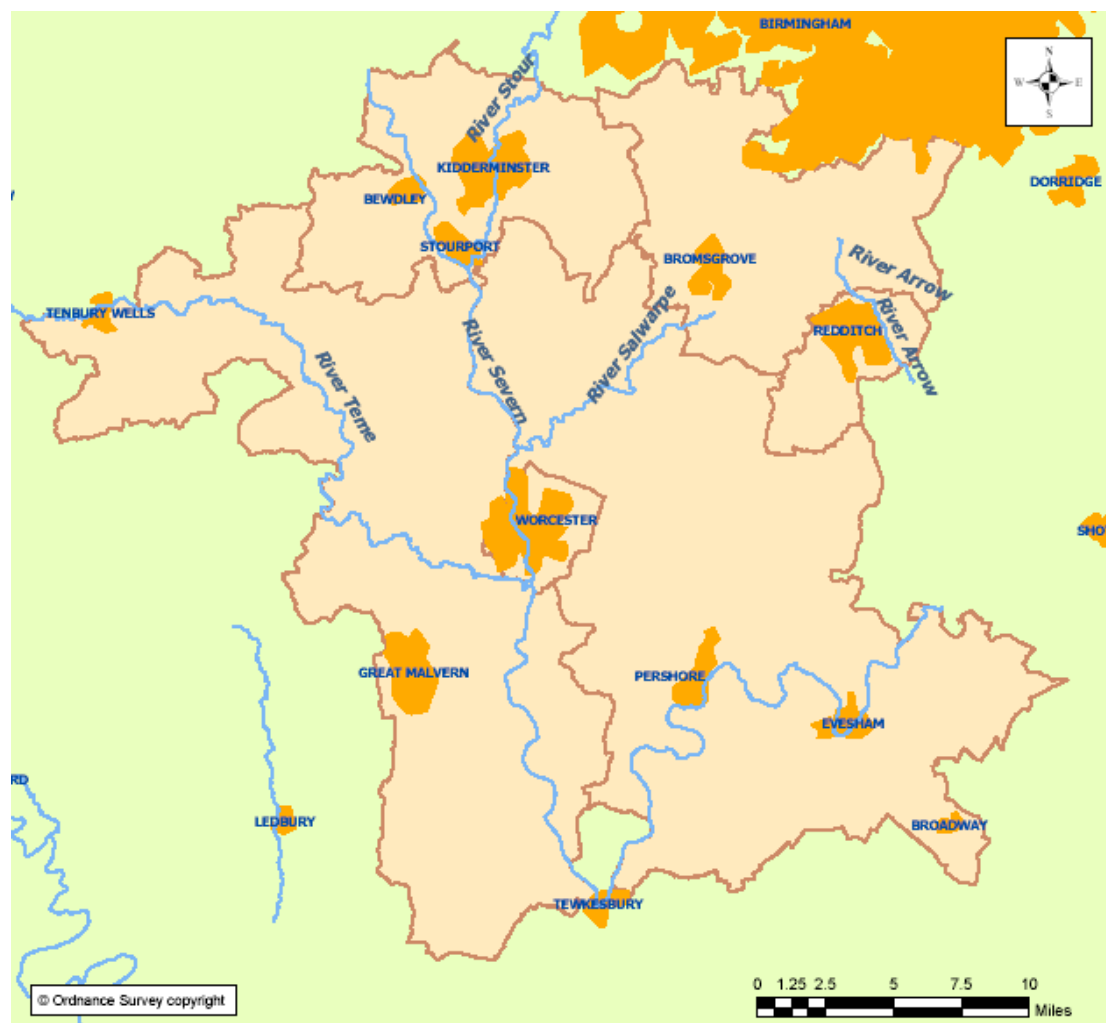 BIRMINGHAM
N
W E
S
River Stour
KIDDERMINSTER
DORRIDGE
BEWDLEY
STOURPORT
BROMSGROVE
River Arrow
TENBURY WELLS
River Teme
River Severn
River Salwarpe
REDDITCH
River Arrow
WORCESTER
SHO
GREAT MALVERN
PERSHORE
EVESHAM
RD
LEDBURY
BROADWAY
TEWKESBURY
© Ordnance Survey copyright
0 1.25 2.5 5 7.5 10
Miles